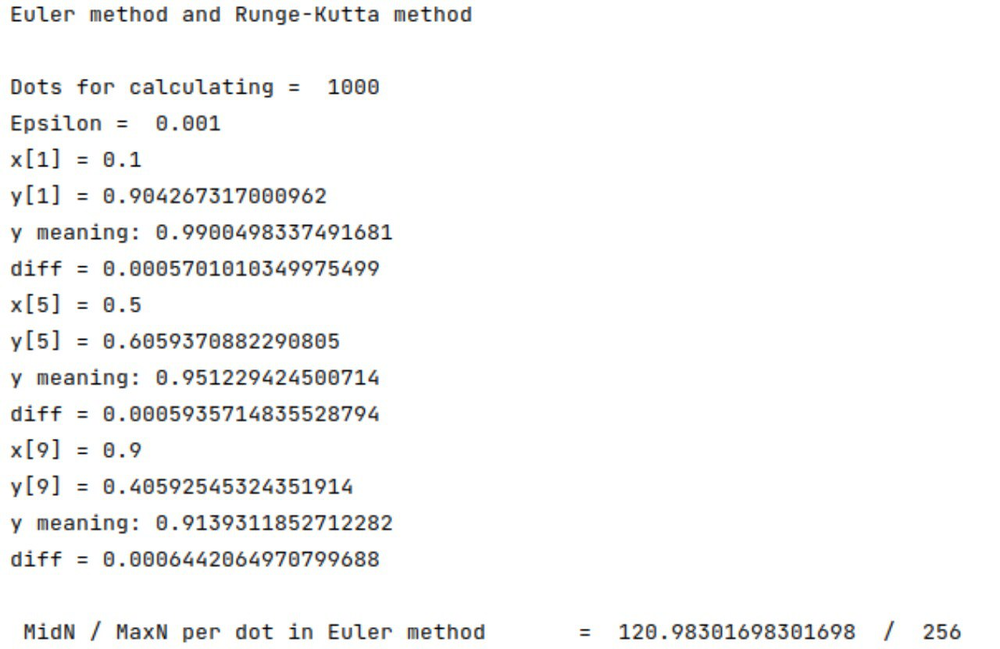 Euler method and Runge-Kutta method
Dots for calculating =  1000
Epsilon =  0.001
x[1] = 0.1
y[1] = 0.904267317000962
y meaning: 0.9900498337491681
diff = 0.0005701010349975499
x[5] = 0.5
y[5] = 0.6059370882290805
y meaning: 0.951229424500714
diff = 0.0005935714835528794
x[9] = 0.9
y[9] = 0.40592545324351914
y meaning: 0.9139311852712282
diff = 0.0006442064970799688
MidN / MaxN per dot in Euler method       =  120.98301698301698  /  256